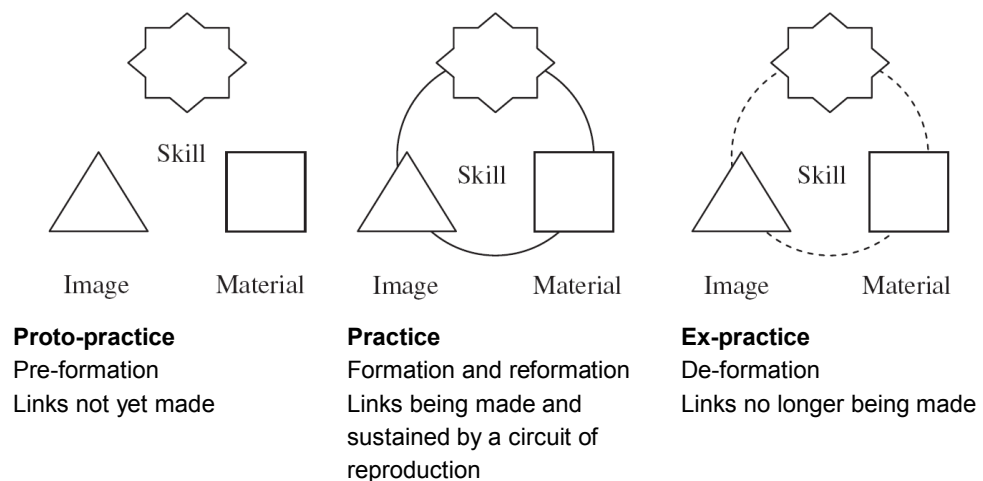 Skill
Image
Material
Proto-practice
Pre-formation
Links not yet made
Skill
Image
Material
Practice
Formation and reformation
Links being made and
sustained by a circuit of
reproduction
Skill
Image
Material
Ex-practice
De-formation
Links no longer being made